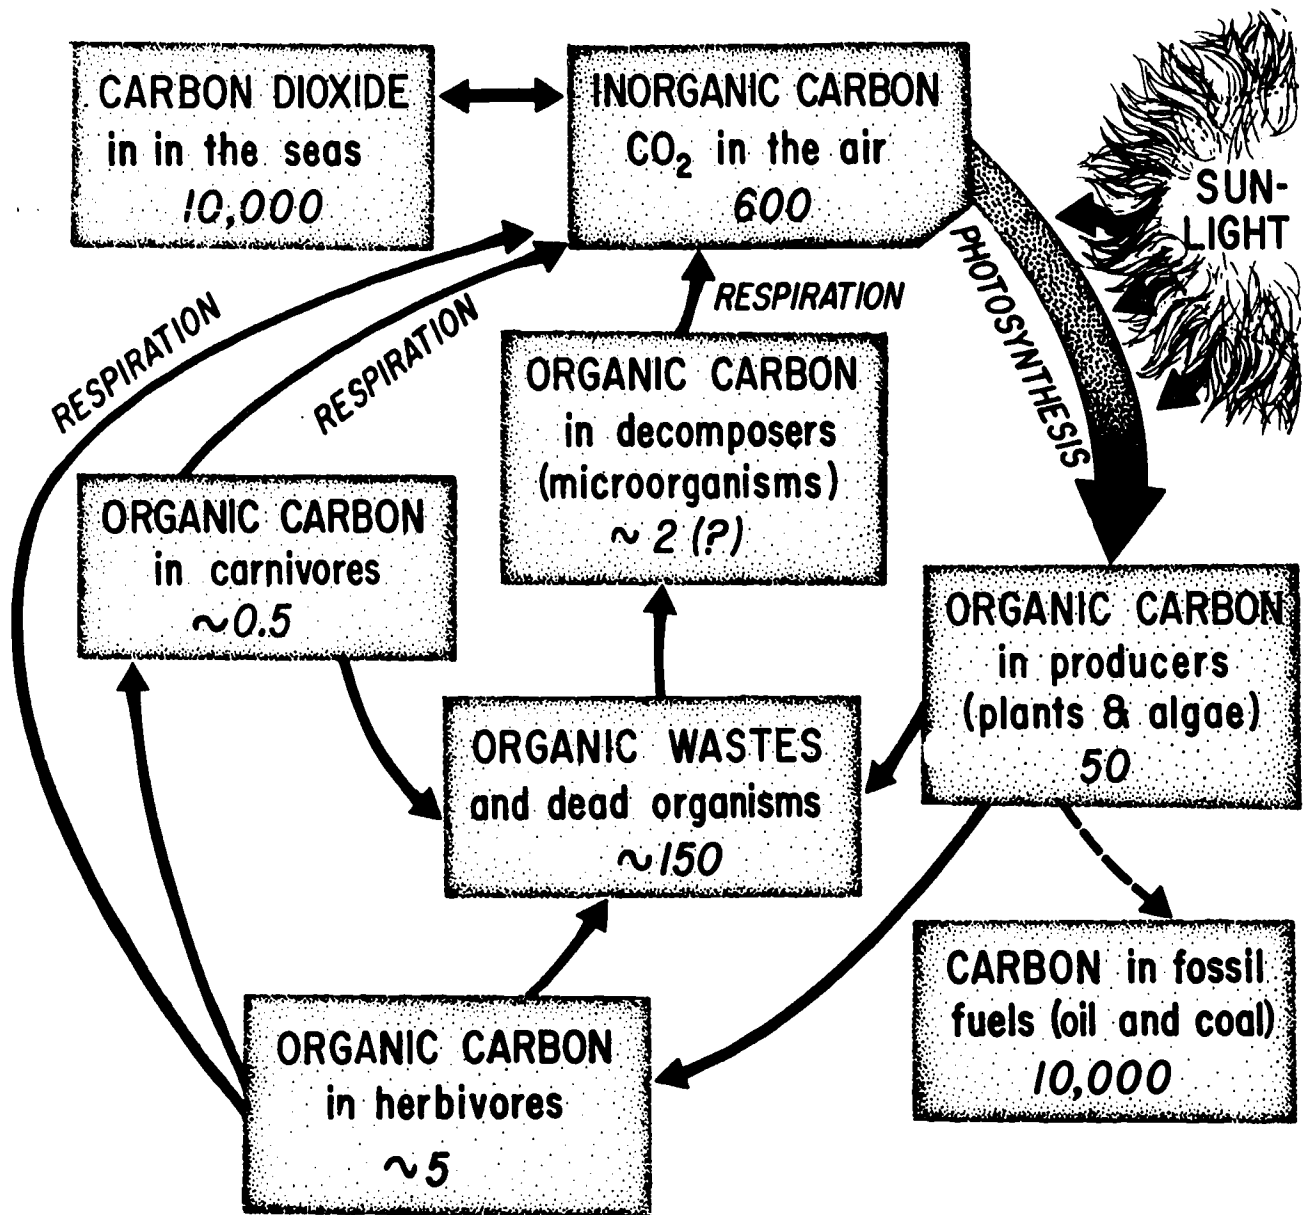 CARBON DIOXIDE
in in the seas
10,000
INORGANIC CARBON
CO₂ in the air
600
SUN-
LIGHT
PHOTOSYNTHESIS
RESPIRATION
RESPIRATION
RESPIRATION
ORGANIC CARBON
in decomposers
(microorganisms)
~ 2 (?)
ORGANIC CARBON
in carnivores
~0.5
ORGANIC CARBON
in producers
(plants & algae)
50
ORGANIC WASTES
and dead organisms
~150
CARBON in fossil
fuels (oil and coal)
10,000
ORGANIC CARBON
in herbivores
~5